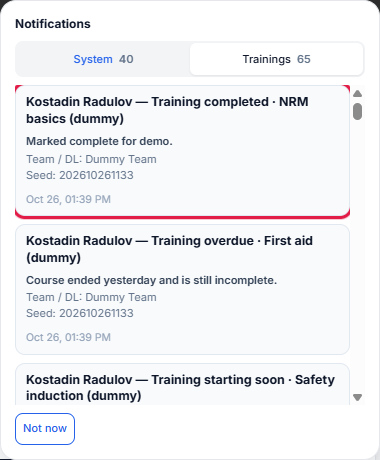 Notifications
System 40
Trainings 65
Kostadin Radulov — Training completed · NRM
basics (dummy)
Marked complete for demo.
Team / DL: Dummy Team
Seed: 202610261133
Oct 26, 01:39 PM
Kostadin Radulov — Training overdue · First aid
(dummy)
Course ended yesterday and is still incomplete.
Team / DL: Dummy Team
Seed: 202610261133
Oct 26, 01:39 PM
Kostadin Radulov — Training starting soon · Safety
induction (dummy)
Not now